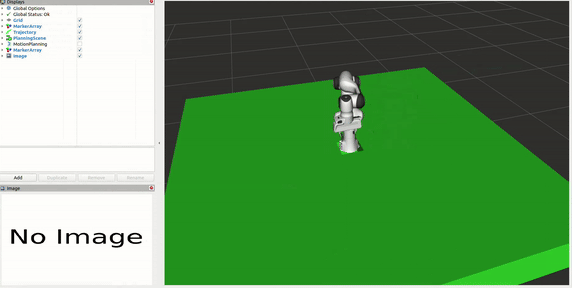 Displays
Global Options
Global Status: Ok
Grid
MarkerArray
Trajectory
PlanningScene
MotionPlanning
MarkerArray
Image
Add
Duplicate
Remove
Rename
Image
No Image